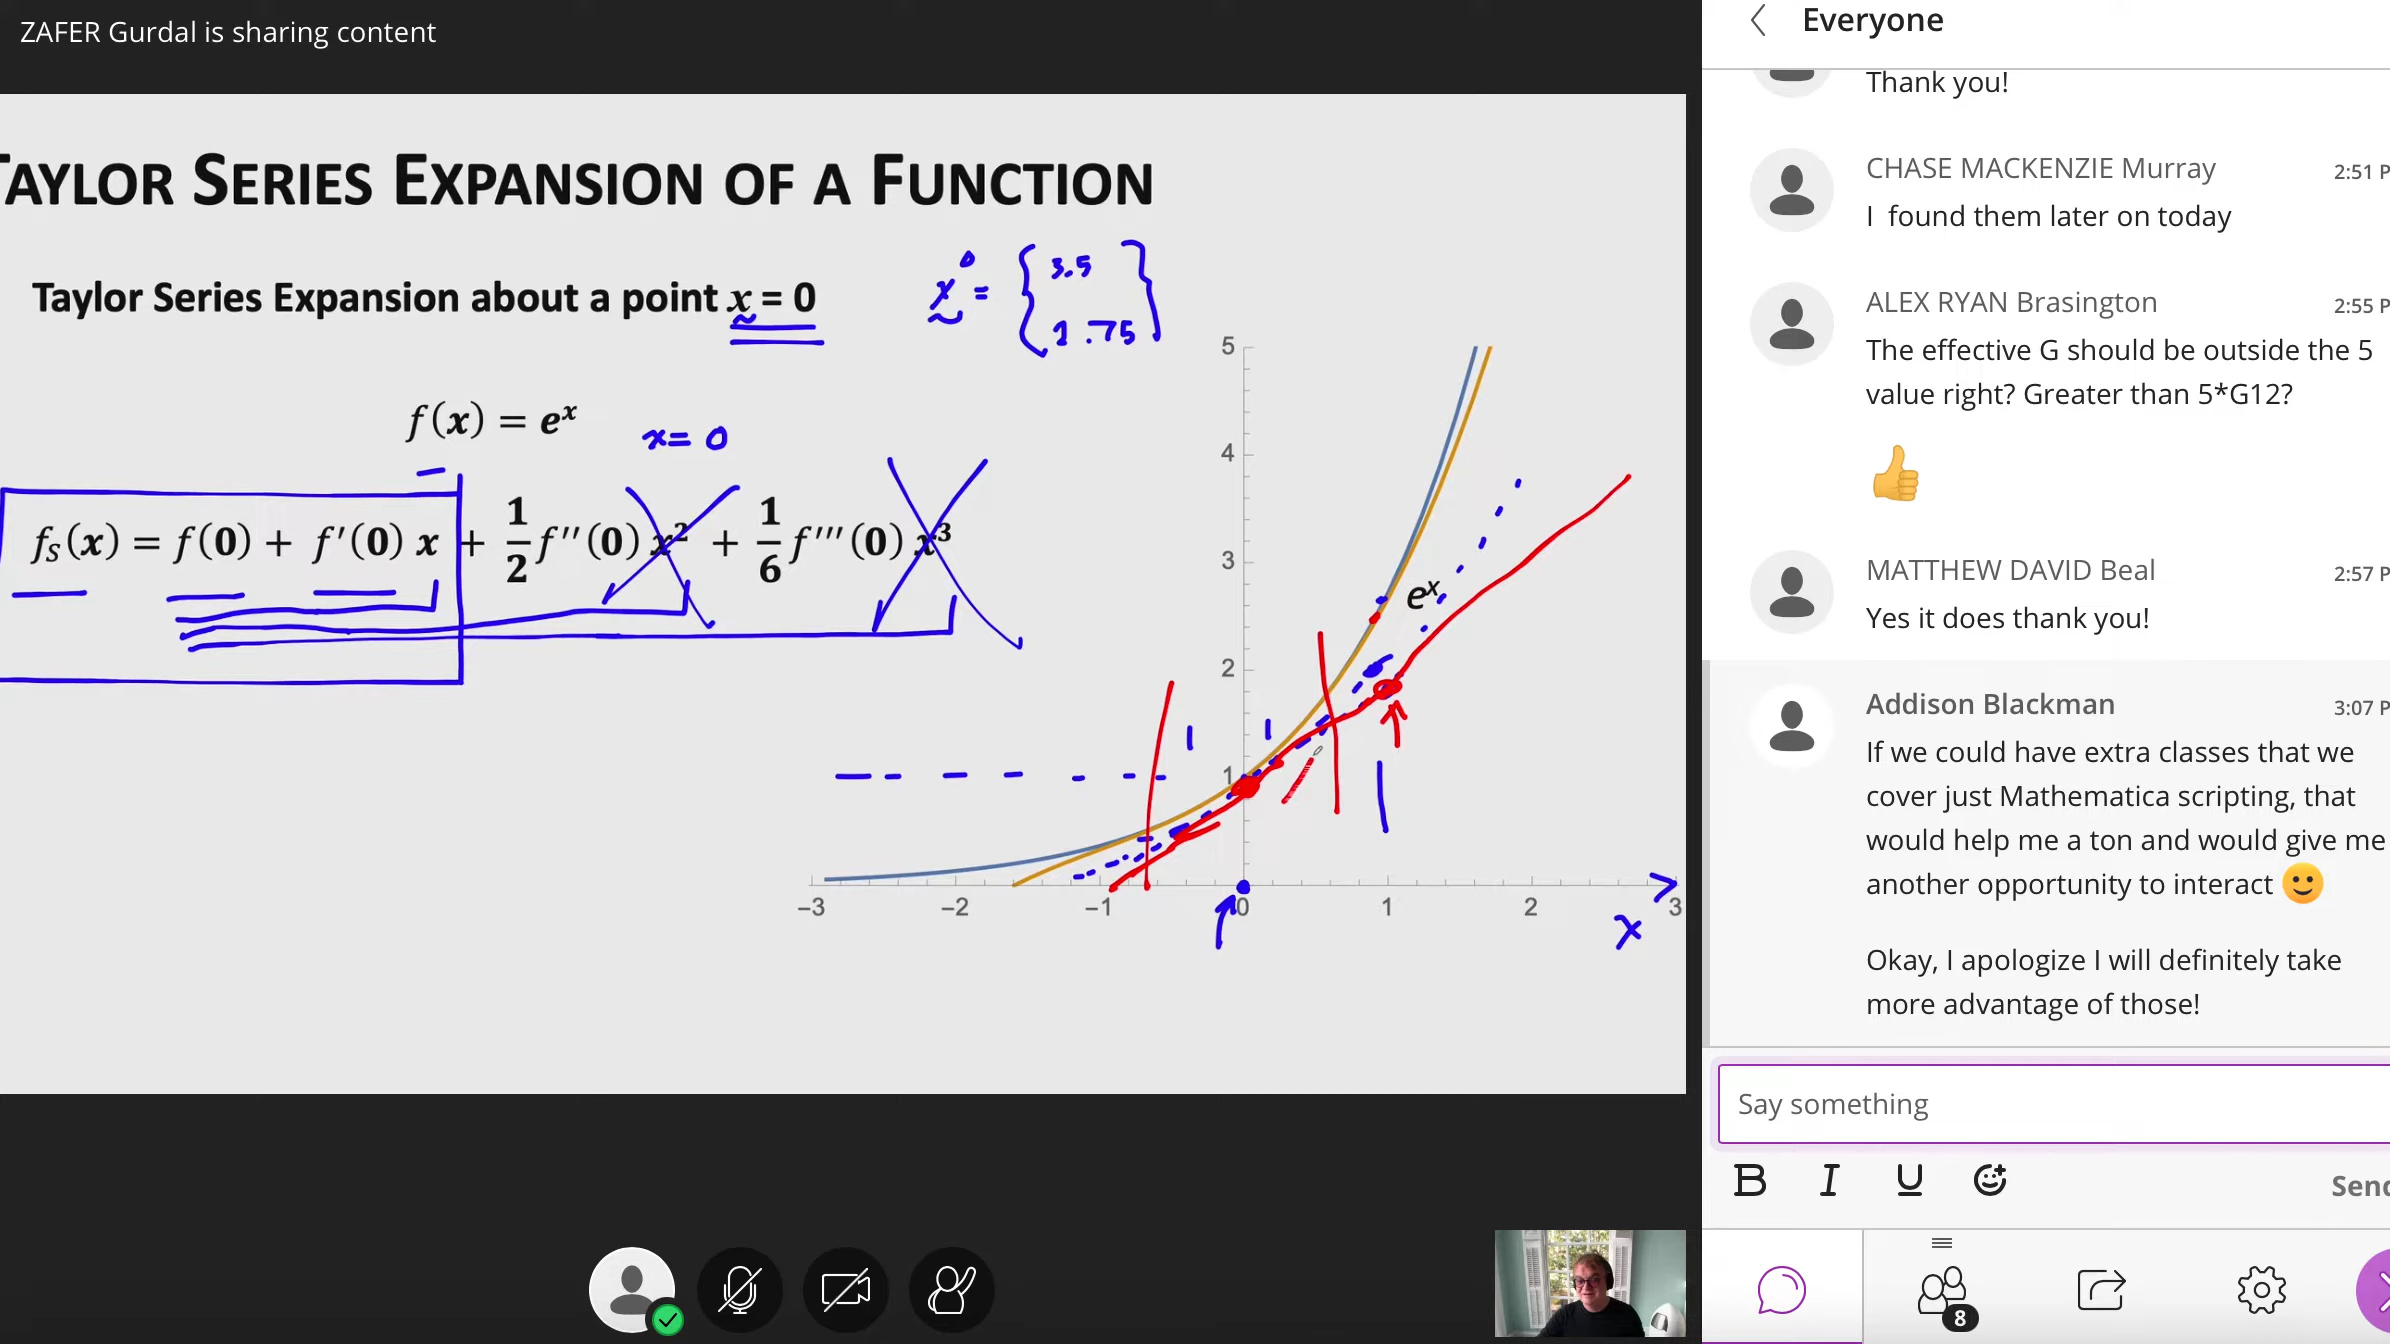 ZAFER Gurdal is sharing content
TAYLOR SERIES EXPANSION OF A FUNCTION
Taylor Series Expansion about a point x = 0
x⁰ = { 3.5
1.75 }
f(x) = eˣ
x = 0
fₛ(x) = f(0) + f′(0) x + 1/2 f′′(0) x² + 1/6 f′′′(0) x³
5
4
3
2
1
eˣ
−3 −2 −1 0 1 2 3
x
Everyone
Thank you!
CHASE MACKENZIE Murray 2:51 P
I found them later on today
ALEX RYAN Brasington 2:55 P
The effective G should be outside the 5
value right? Greater than 5*G12?
👍
MATTHEW DAVID Beal 2:57 P
Yes it does thank you!
Addison Blackman 3:07 P
If we could have extra classes that we
cover just Mathematica scripting, that
would help me a ton and would give me
another opportunity to interact 🙂
Okay, I apologize I will definitely take
more advantage of those!
Say something
B I U Send
8